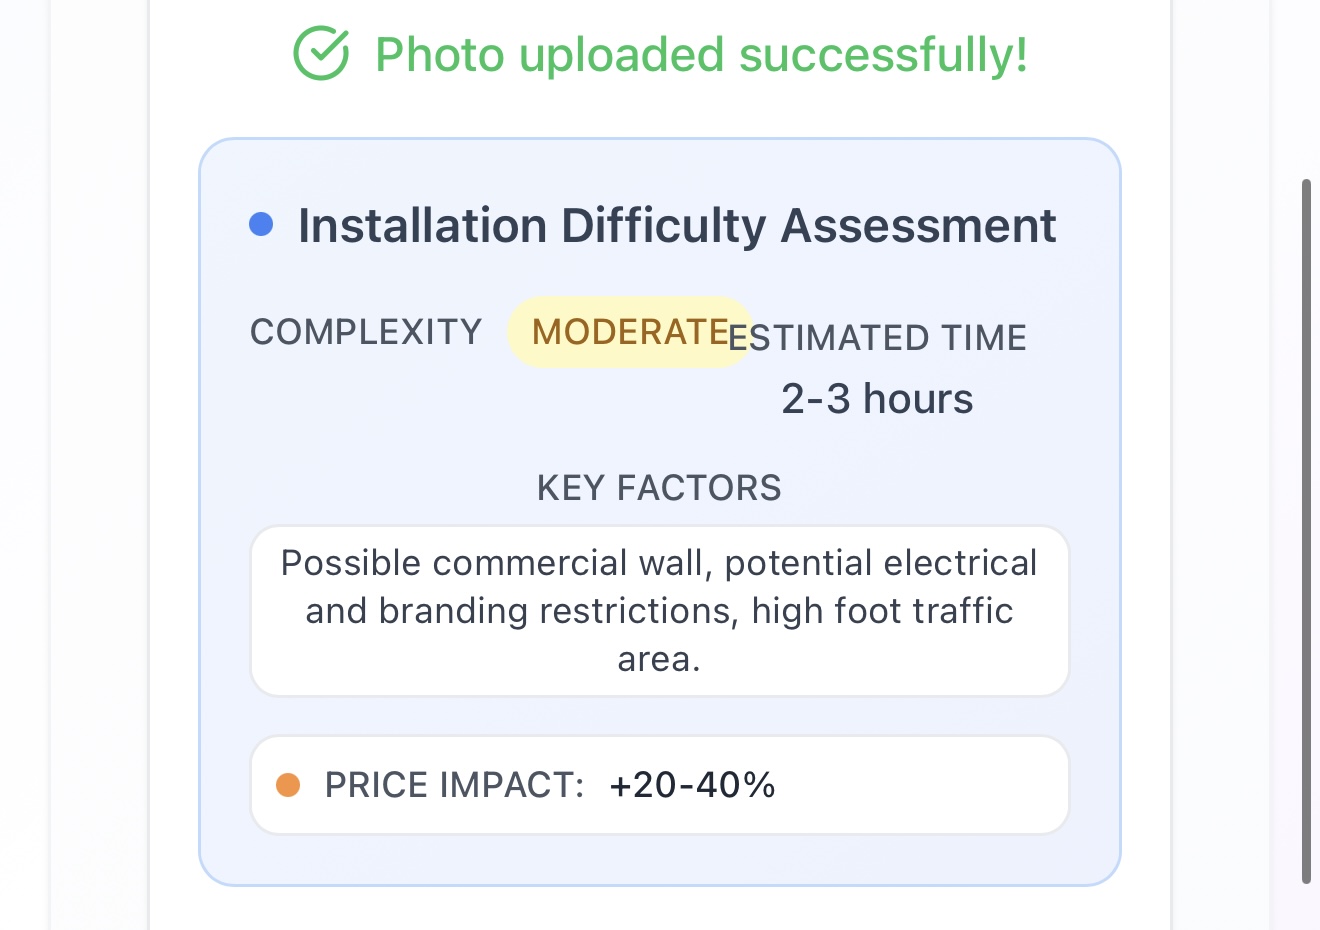 Photo uploaded successfully!
Installation Difficulty Assessment
COMPLEXITY MODERATE
ESTIMATED TIME
2-3 hours
KEY FACTORS
Possible commercial wall, potential electrical
and branding restrictions, high foot traffic
area.
PRICE IMPACT: +20-40%